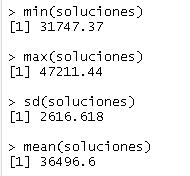 > min(soluciones)
[1] 31747.37
> max(soluciones)
[1] 47211.44
> sd(soluciones)
[1] 2616.618
> mean(soluciones)
[1] 36496.6